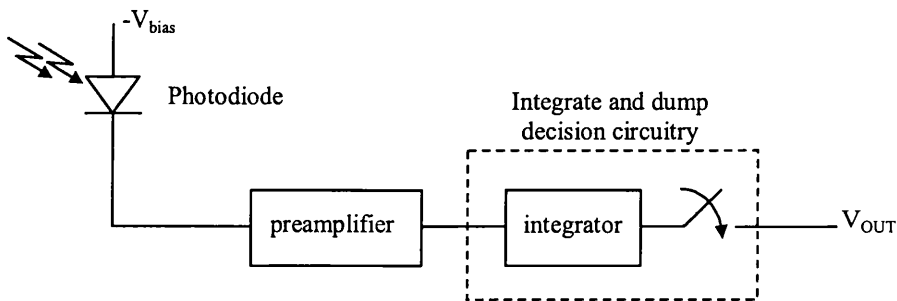 -V_bias
Photodiode
Integrate and dump
decision circuitry
preamplifier
integrator
V_OUT